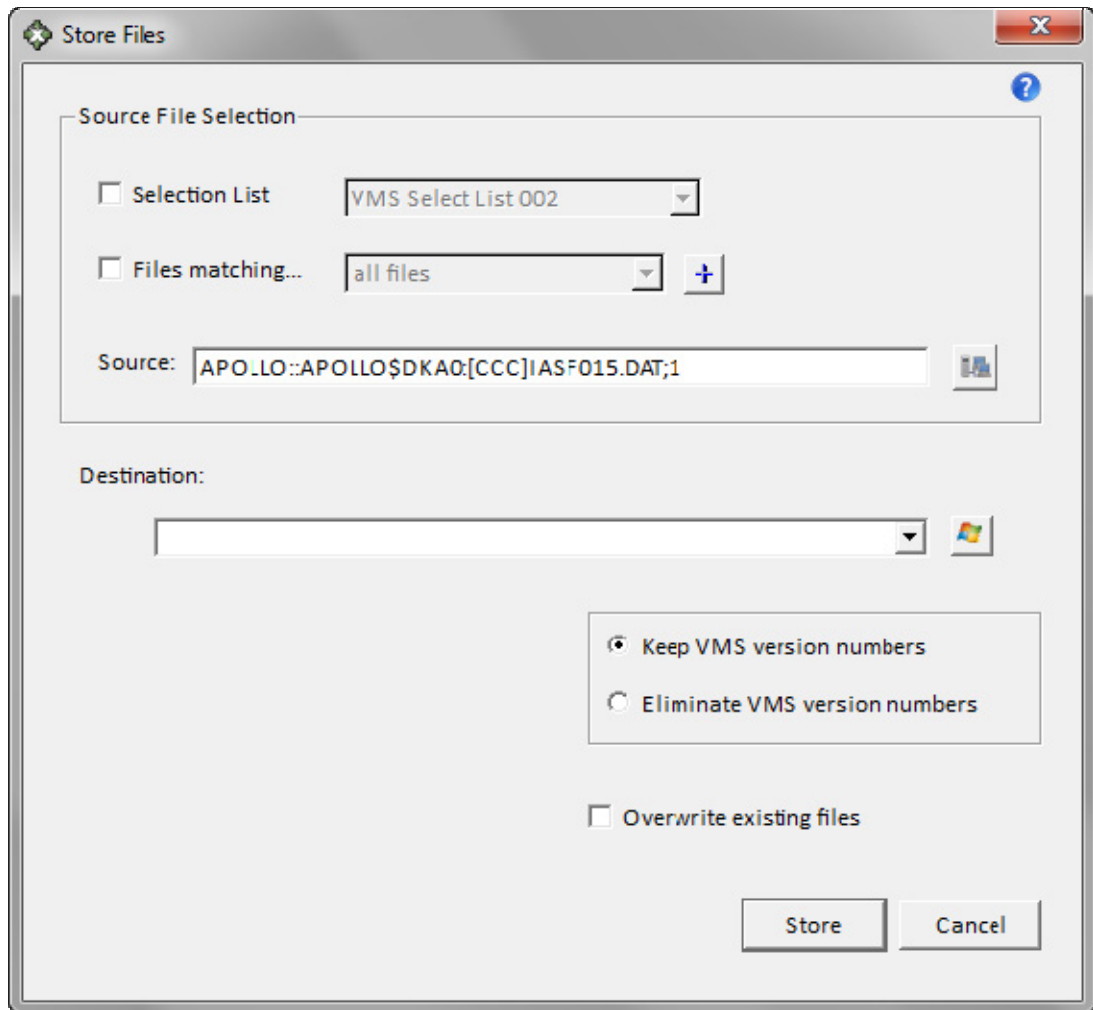 Store Files
Source File Selection
Selection List
VMS Select List 002
Files matching...
all files
Source:
APOLLO::APOLLO$DKA0:[CCC]IASF015.DAT;1
Destination:
Keep VMS version numbers
Eliminate VMS version numbers
Overwrite existing files
Store
Cancel